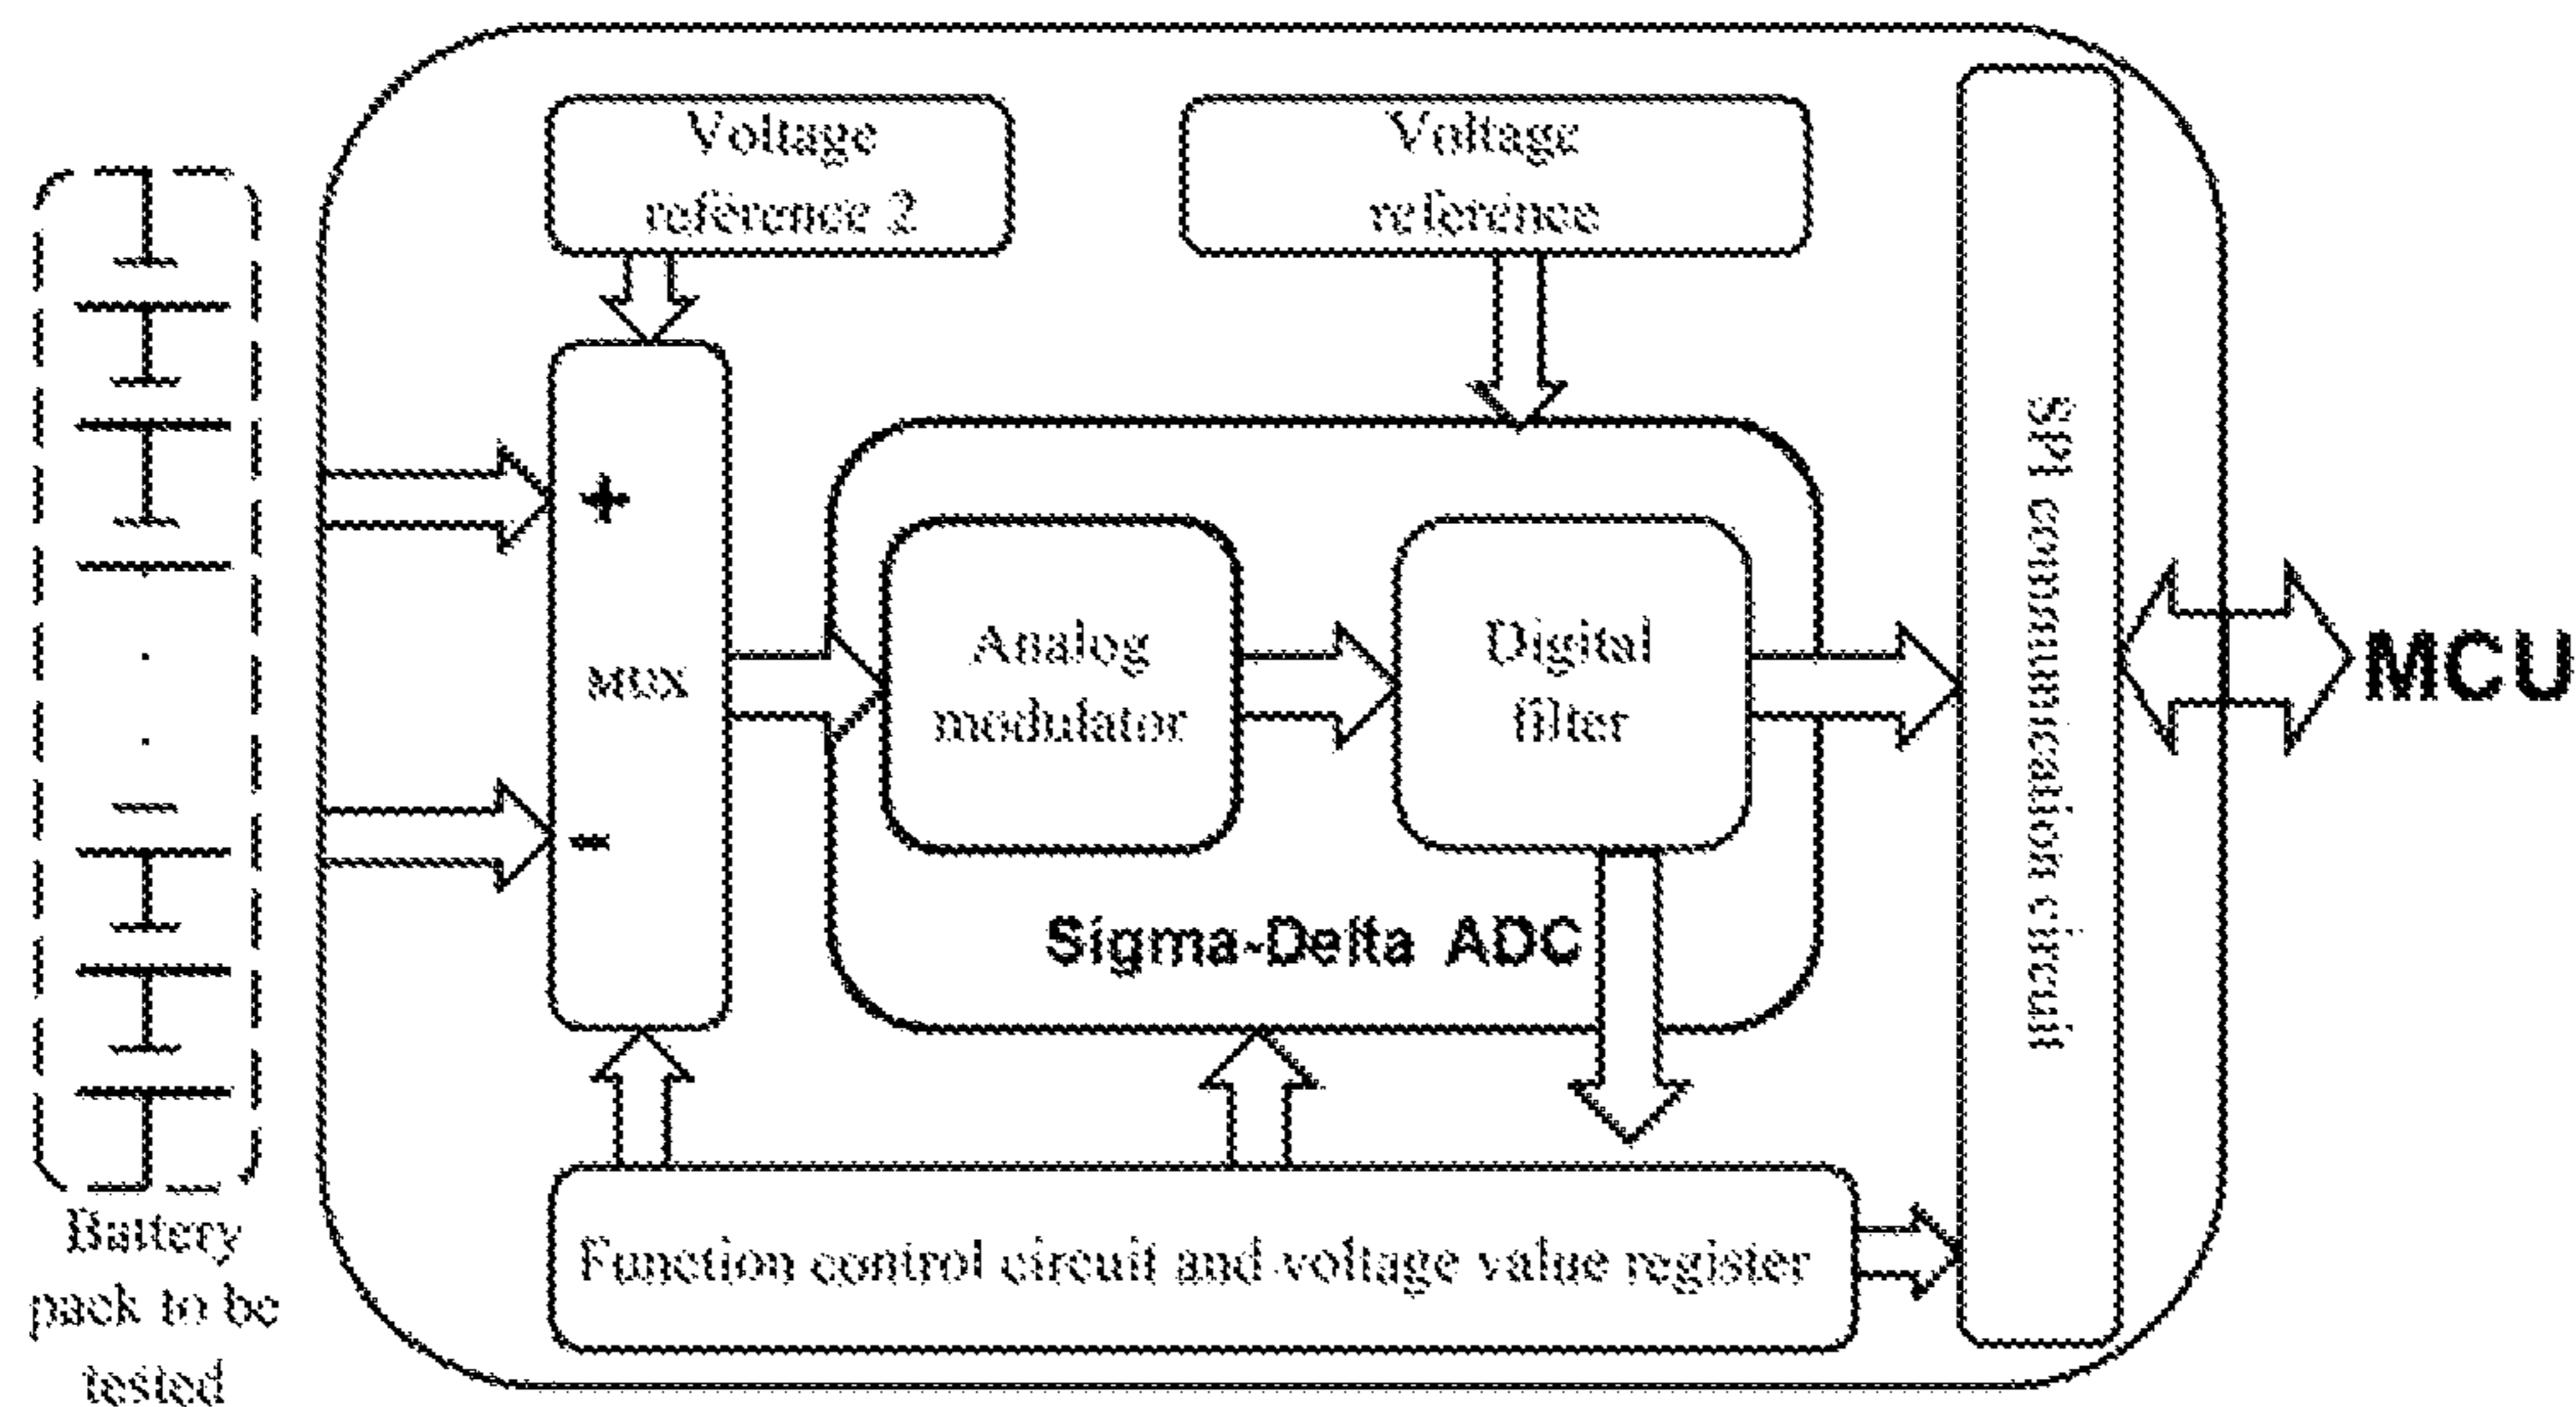 Voltage
reference 2
Voltage
reference
+
MUX
-
Analog
modulator
Digital
filter
Sigma-Delta ADC
SPI communication circuit
MCU
Function control circuit and voltage value register
Battery
pack to be
tested